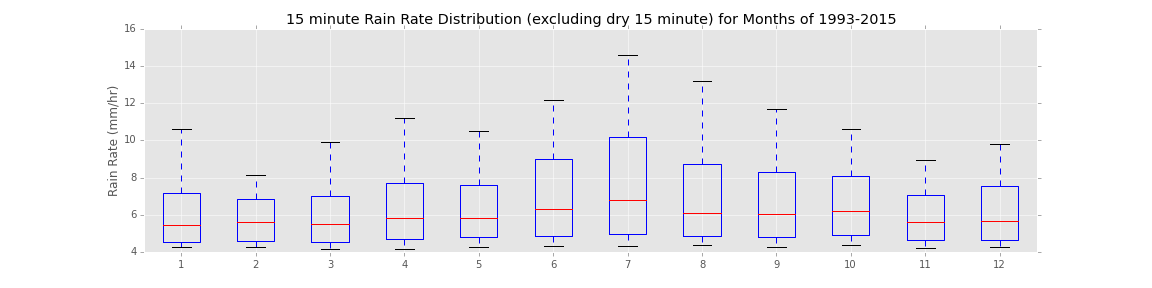 15 minute Rain Rate Distribution (excluding dry 15 minute) for Months of 1993-2015
Rain Rate (mm/hr)
16
14
12
10
8
6
4
1 2 3 4 5 6 7 8 9 10 11 12